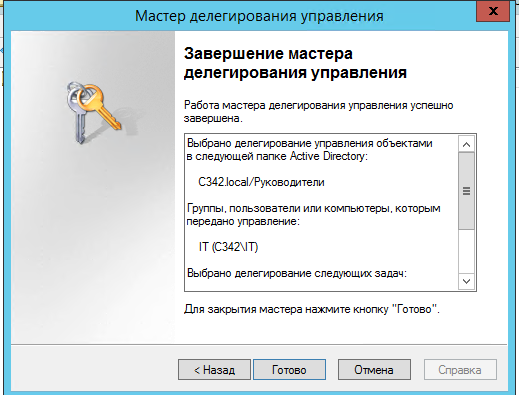 Мастер делегирования управления
x
Завершение мастера
делегирования управления
Работа мастера делегирования управления успешно
завершена.
Выбрано делегирование управления объектами
в следующей папке Active Directory:
C342.local/Руководители
Группы, пользователи или компьютеры, которым
передано управление:
IT (C342\IT)
Выбрано делегирование следующих задач:
Для закрытия мастера нажмите кнопку "Готово".
< Назад
Готово
Отмена
Справка